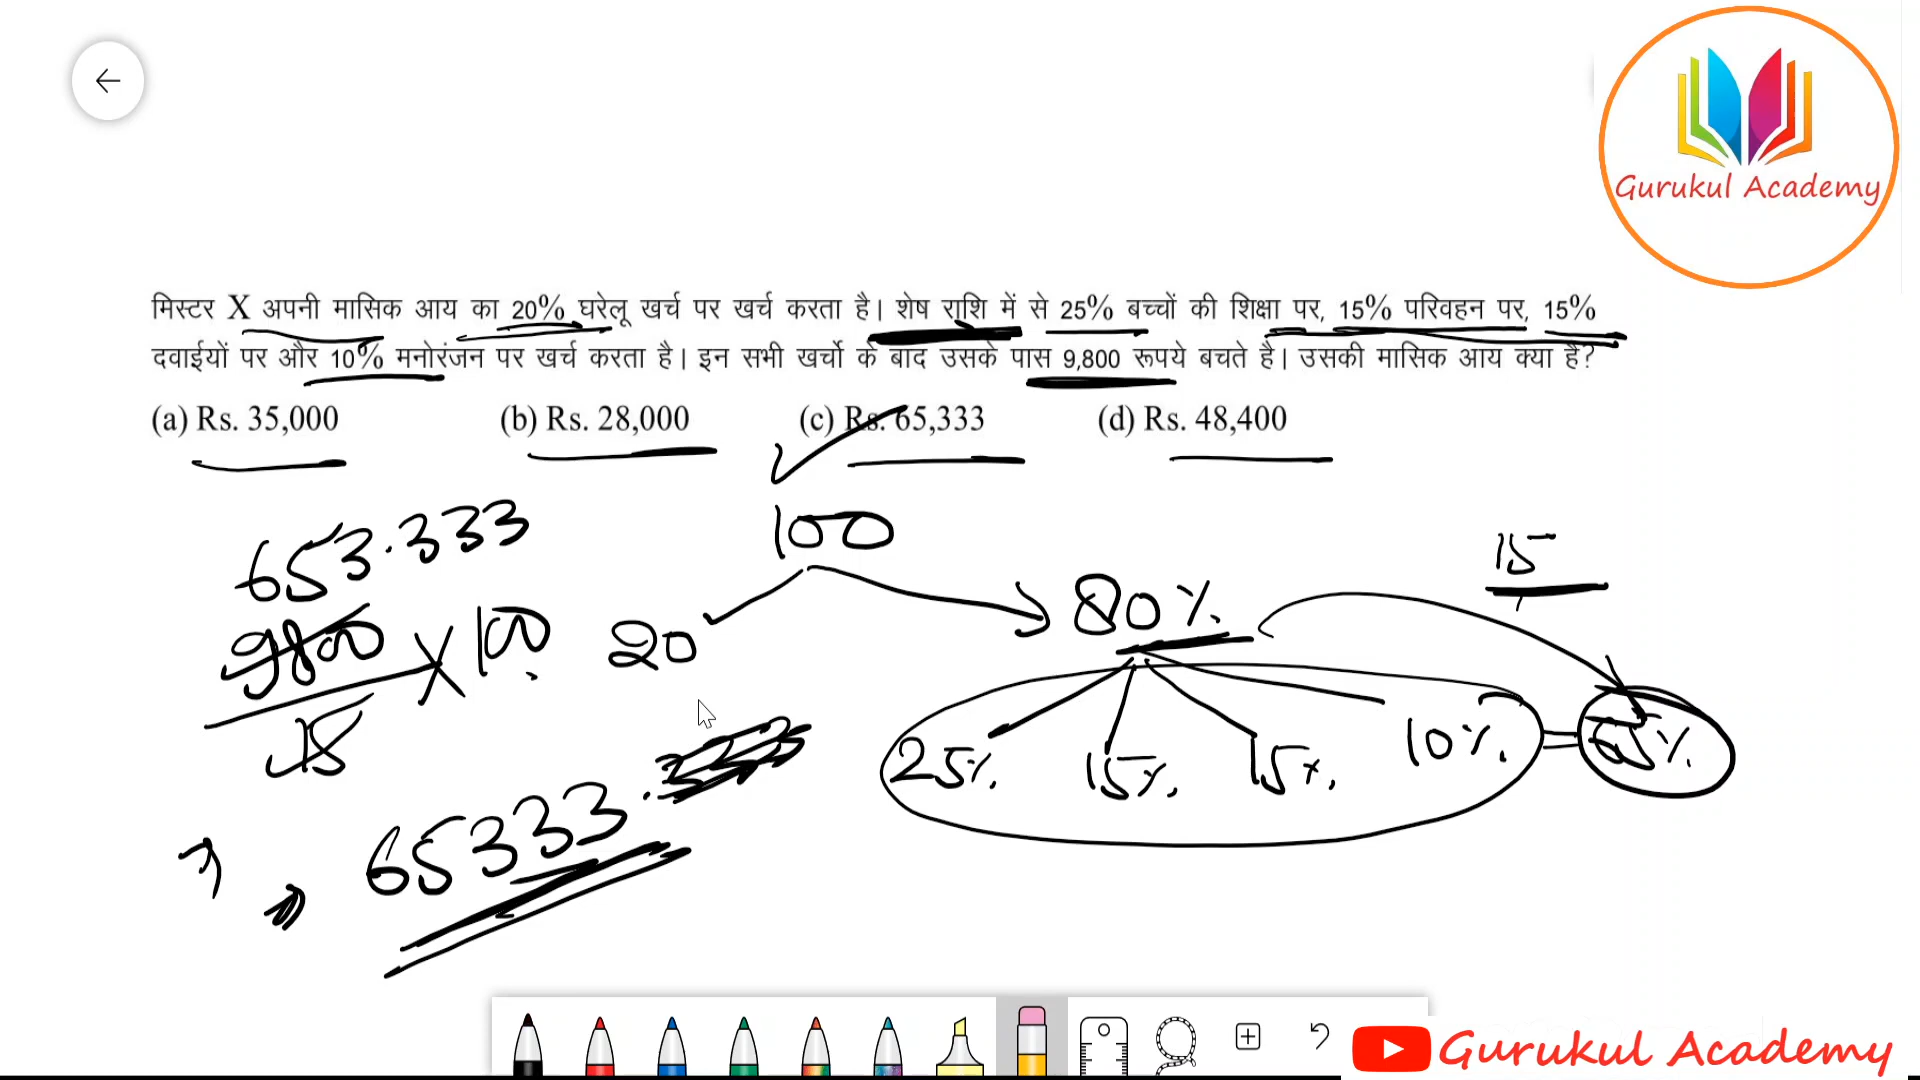 Gurukul Academy
मिस्टर X अपनी मासिक आय का 20% घरेलू खर्च पर खर्च करता है। शेष राशि में से 25% बच्चों की शिक्षा पर, 15% परिवहन पर, 15%
दवाईयों पर और 10% मनोरंजन पर खर्च करता है। इन सभी खर्चो के बाद उसके पास 9,800 रूपये बचते है। उसकी मासिक आय क्या है?
(a) Rs. 35,000 (b) Rs. 28,000 (c) Rs. 65,333 (d) Rs. 48,400
100
653.333
15
80%
9800 × 100
20
15
25% 15%, 15%, 10%. = 65%
65333.333
Gurukul Academy